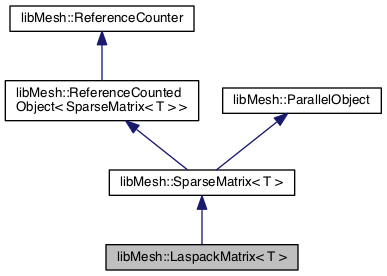 libMesh::ReferenceCounter
libMesh::ReferenceCounted
Object< SparseMatrix< T > >
libMesh::ParallelObject
libMesh::SparseMatrix< T >
libMesh::LaspackMatrix< T >